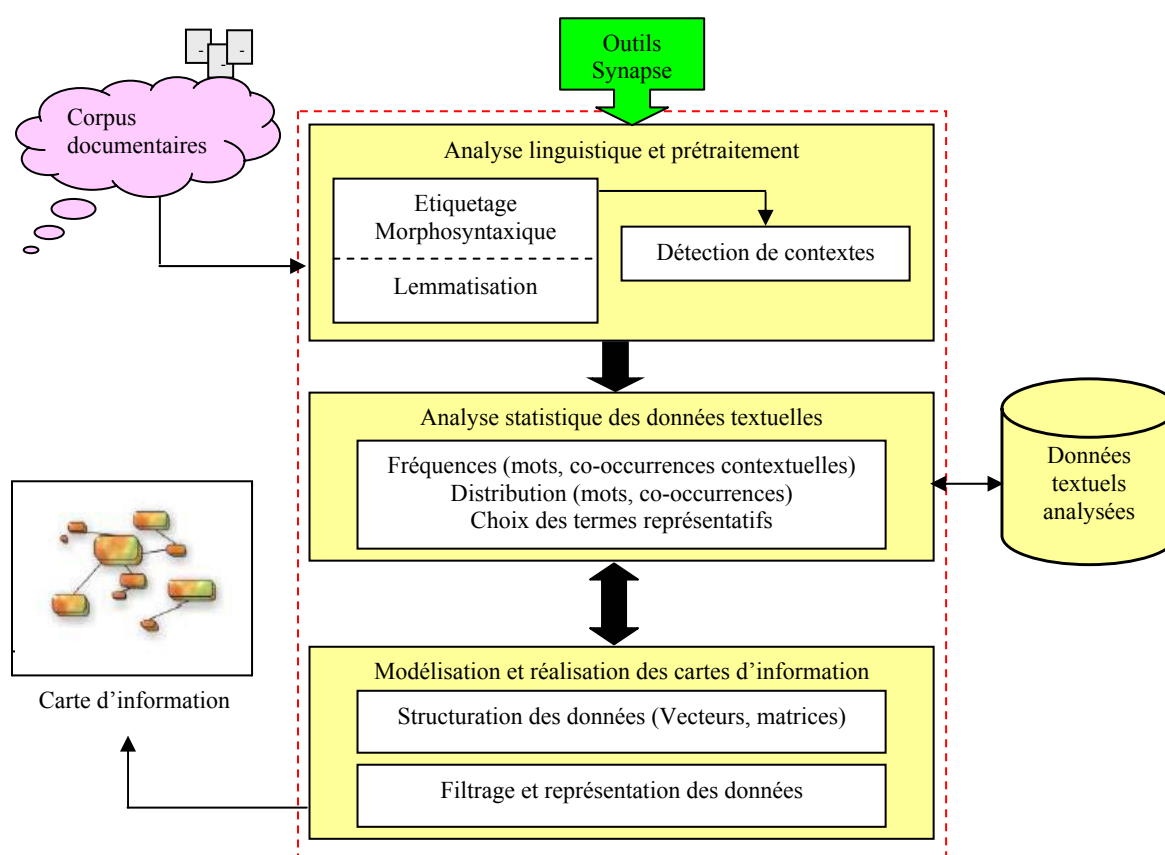 Outils
Synapse
Corpus
documentaires
Analyse linguistique et prétraitement
Etiquetage
Morphosyntaxique
Lemmatisation
Détection de contextes
Analyse statistique des données textuelles
Fréquences (mots, co-occurrences contextuelles)
Distribution (mots, co-occurrences)
Choix des termes représentatifs
Données
textuels
analysées
Carte d’information
Modélisation et réalisation des cartes d’information
Structuration des données (Vecteurs, matrices)
Filtrage et représentation des données